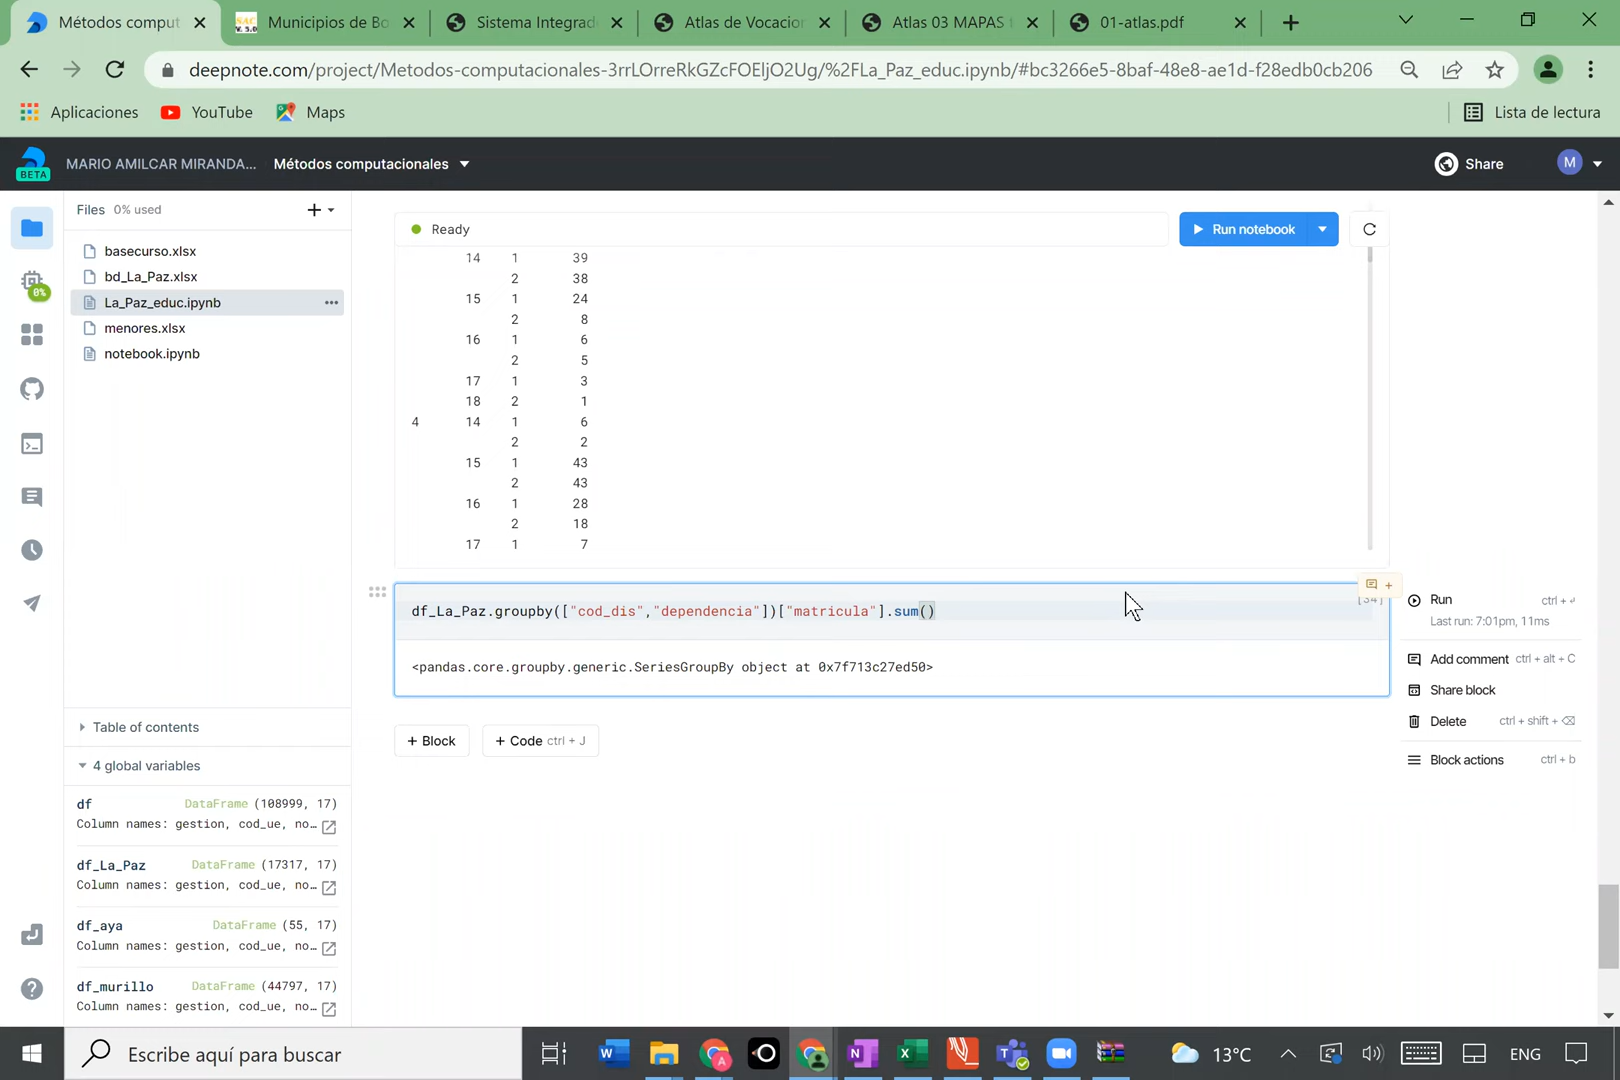 Métodos comput
Municipios de Bo
Sistema Integrad
Atlas de Vocacion
Atlas 03 MAPAS t
01-atlas.pdf
deepnote.com/project/Metodos-computacionales-3rrLOrreRkGZcFOEljO2Ug/%2FLa_Paz_educ.ipynb/#bc3266e5-8baf-48e8-ae1d-f28edb0cb206
Aplicaciones YouTube Maps Lista de lectura
BETA MARIO AMILCAR MIRANDA... Métodos computacionales Share M
Files 0% used
basecurso.xlsx
bd_La_Paz.xlsx
La_Paz_educ.ipynb
menores.xlsx
notebook.ipynb
0%
Ready Run notebook
14 1 39
2 38
15 1 24
2 8
16 1 6
2 5
17 1 3
18 2 1
4 14 1 6
2 2
15 1 43
2 43
16 1 28
2 18
17 1 7
df_La_Paz.groupby(["cod_dis","dependencia"])["matricula"].sum()
[34]
<pandas.core.groupby.generic.SeriesGroupBy object at 0x7f713c27ed50>
+ Block + Code ctrl + J
Run ctrl + ↵
Last run: 7:01pm, 11ms
Add comment ctrl + alt + C
Share block
Delete ctrl + shift + ⌫
Block actions ctrl + b
Table of contents
4 global variables
df DataFrame (108999, 17)
Column names: gestion, cod_ue, no...
df_La_Paz DataFrame (17317, 17)
Column names: gestion, cod_ue, no...
df_aya DataFrame (55, 17)
Column names: gestion, cod_ue, no...
df_murillo DataFrame (44797, 17)
Column names: gestion, cod_ue, no...
Escribe aquí para buscar
13°C ENG